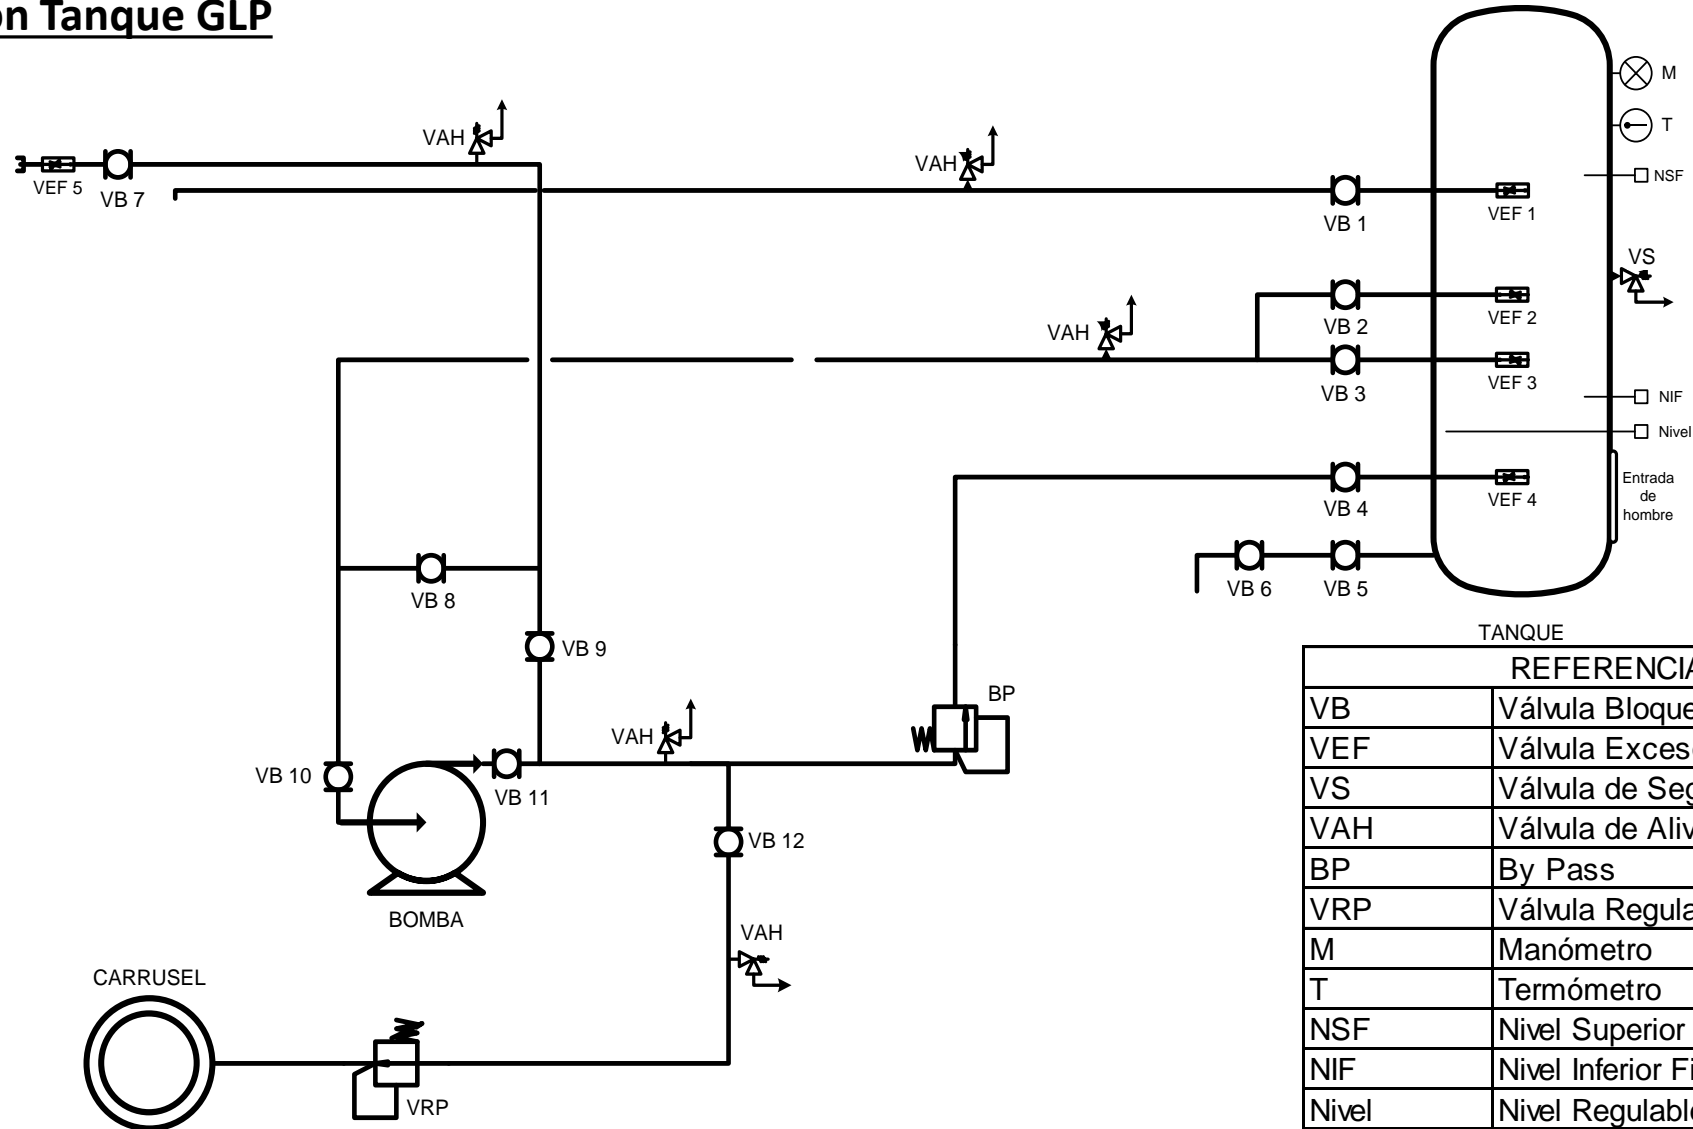 on Tanque GLP
M
VAH
T
VAH
NSF
VEF 5
VB 7
VEF 1
VB 1
VS
VEF 2
VB 2
VAH
VEF 3
VB 3
NIF
Nivel
Entrada
de
hombre
VEF 4
VB 4
VB 6
VB 5
VB 8
TANQUE
VB 9
BP
VAH
VB 10
VB 11
VB 12
BOMBA
VAH
CARRUSEL
VRP
REFERENCIA
VB Válvula Bloque
VEF Válvula Exces
VS Válvula de Seg
VAH Válvula de Aliv
BP By Pass
VRP Válvula Regula
M Manómetro
T Termómetro
NSF Nivel Superior
NIF Nivel Inferior Fi
Nivel Nivel Regulable